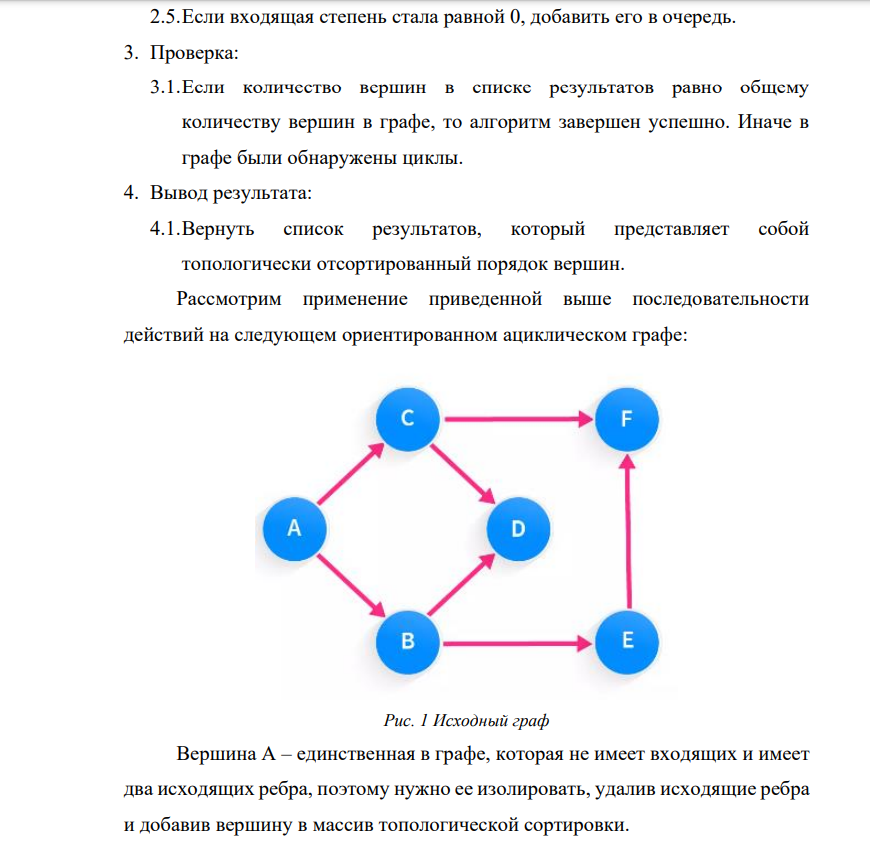 2.5.Если входящая степень стала равной 0, добавить его в очередь.
3. Проверка:
3.1.Если количество вершин в списке результатов равно общему
количеству вершин в графе, то алгоритм завершен успешно. Иначе в
графе были обнаружены циклы.
4. Вывод результата:
4.1.Вернуть список результатов, который представляет собой
топологически отсортированный порядок вершин.
Рассмотрим применение приведенной выше последовательности
действий на следующем ориентированном ациклическом графе:
C
F
A
D
B
E
Рис. 1 Исходный граф
Вершина А – единственная в графе, которая не имеет входящих и имеет
два исходящих ребра, поэтому нужно ее изолировать, удалив исходящие ребра
и добавив вершину в массив топологической сортировки.